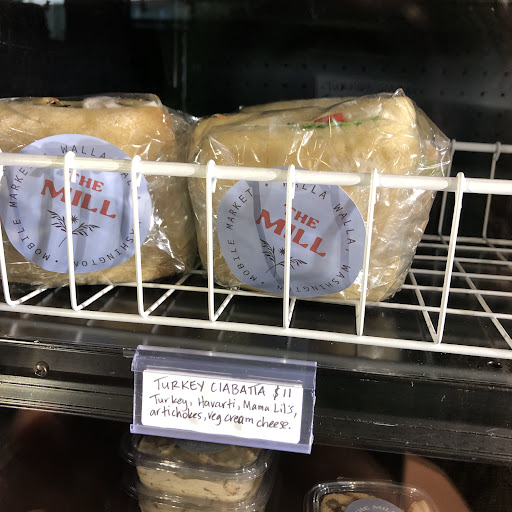 WALLA WALLA
THE
MILL
MOBILE MARKET • WASHINGTON
WALLA WALLA
THE
MILL
MOBILE MARKET • WASHINGTON
TURKEY CIABATTA $11
Turkey, Havarti, Mama Lil's,
artichokes, veg cream cheese.
MILL